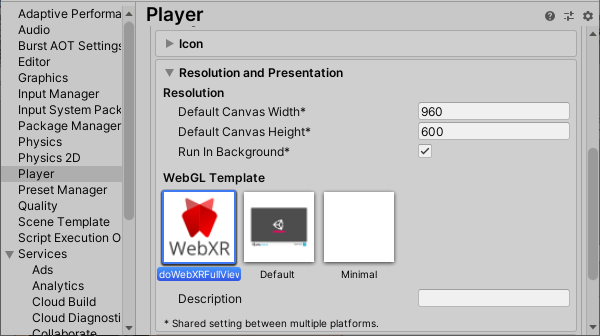 Adaptive Performa
Audio
Burst AOT Settings
Editor
Graphics
Input Manager
Input System Pack
Package Manager
Physics
Physics 2D
Player
Preset Manager
Quality
Scene Template
Script Execution O
Services
Ads
Analytics
Cloud Build
Cloud Diagnosti
Collaborate
Player
Icon
Resolution and Presentation
Resolution
Default Canvas Width* 960
Default Canvas Height* 600
Run In Background*
WebGL Template
WebXR
doWebXRFullView Default Minimal
Description
* Shared setting between multiple platforms.